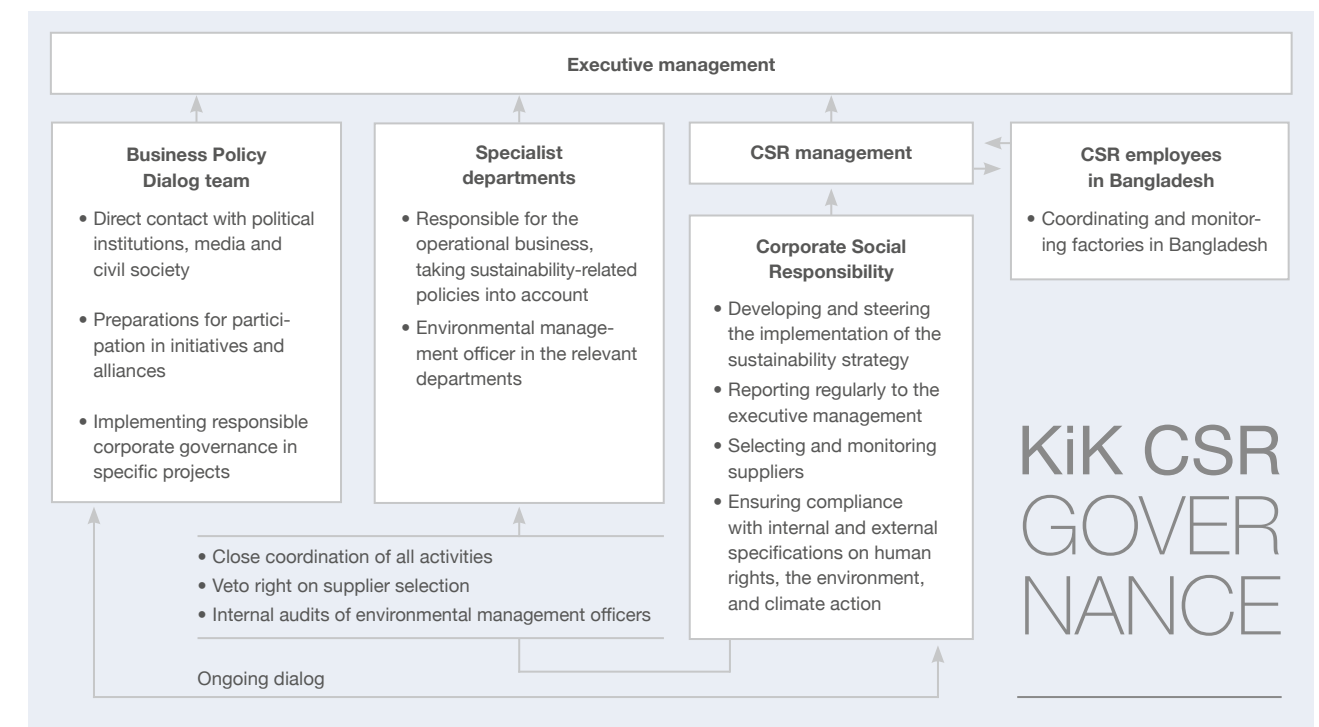 Executive management
Business Policy
Dialog team
• Direct contact with political
institutions, media and
civil society
• Preparations for partici-
pation in initiatives and
alliances
• Implementing responsible
corporate governance in
specific projects
Specialist
departments
• Responsible for the
operational business,
taking sustainability-related
policies into account
• Environmental manage-
ment officer in the relevant
departments
CSR management
CSR employees
in Bangladesh
• Coordinating and monitor-
ing factories in Bangladesh
Corporate Social
Responsibility
• Developing and steering
the implementation of the
sustainability strategy
• Reporting regularly to the
executive management
• Selecting and monitoring
suppliers
• Ensuring compliance
with internal and external
specifications on human
rights, the environment,
and climate action
• Close coordination of all activities
• Veto right on supplier selection
• Internal audits of environmental management officers
Ongoing dialog
KiK CSR
GOVER
NANCE